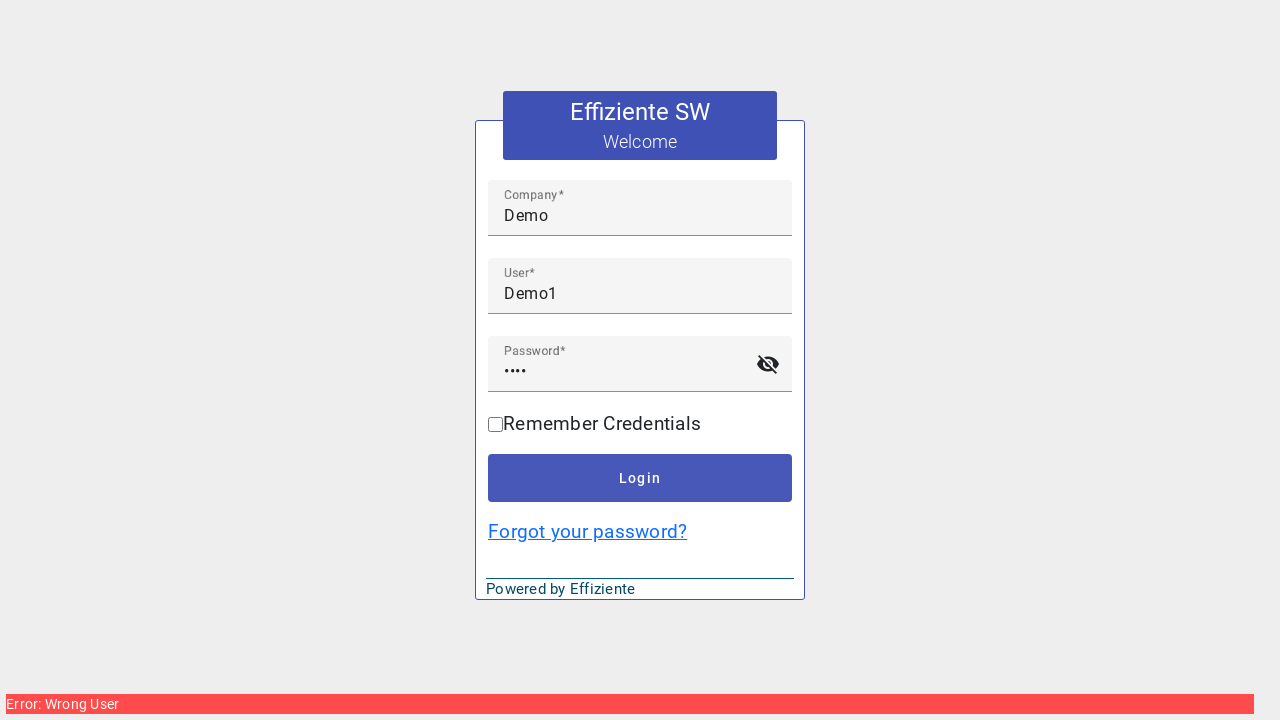 Effiziente SW
Welcome
Company*
Demo
User*
Demo1
Password*
••••
Remember Credentials
Login
Forgot your password?
Powered by Effiziente
Error: Wrong User